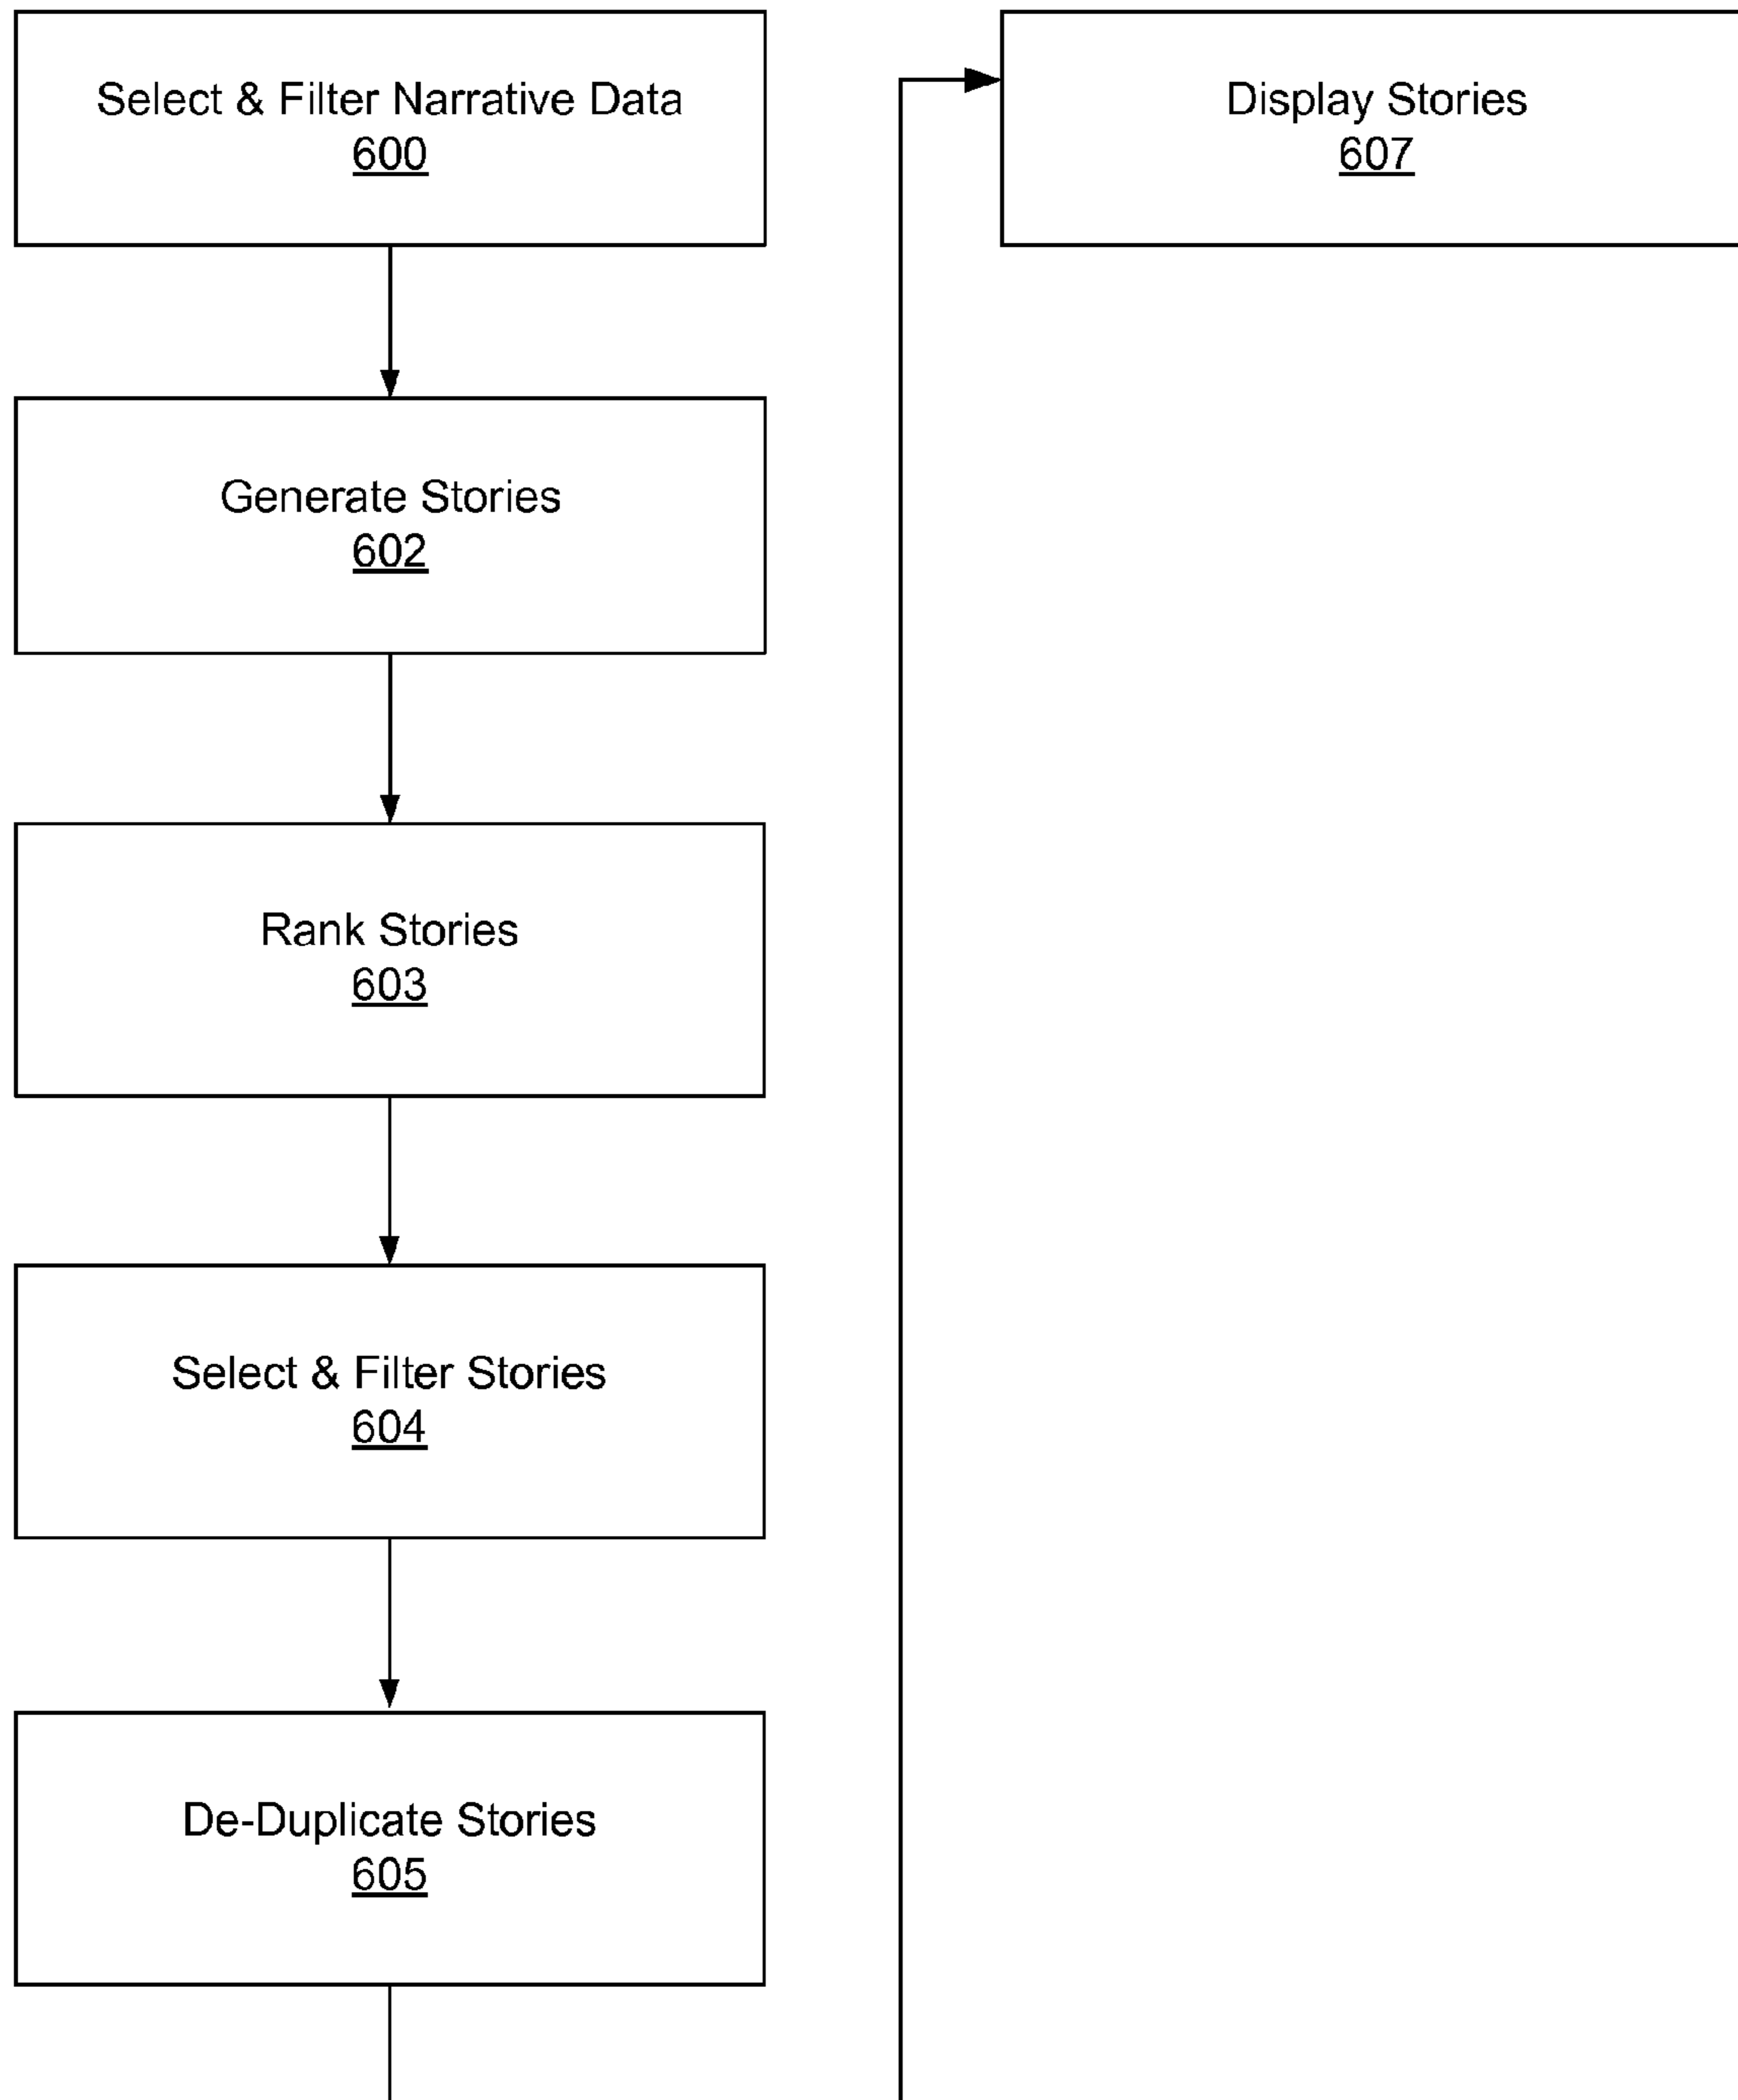 Select & Filter Narrative Data
600
Generate Stories
602
Rank Stories
603
Select & Filter Stories
604
De-Duplicate Stories
605
Display Stories
607